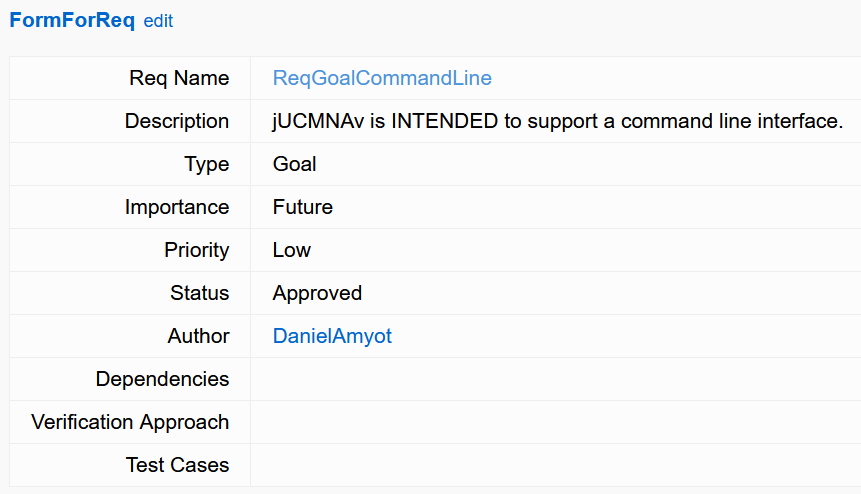 FormForReq edit
Req Name ReqGoalCommandLine
Description jUCMNAv is INTENDED to support a command line interface.
Type Goal
Importance Future
Priority Low
Status Approved
Author DanielAmyot
Dependencies
Verification Approach
Test Cases